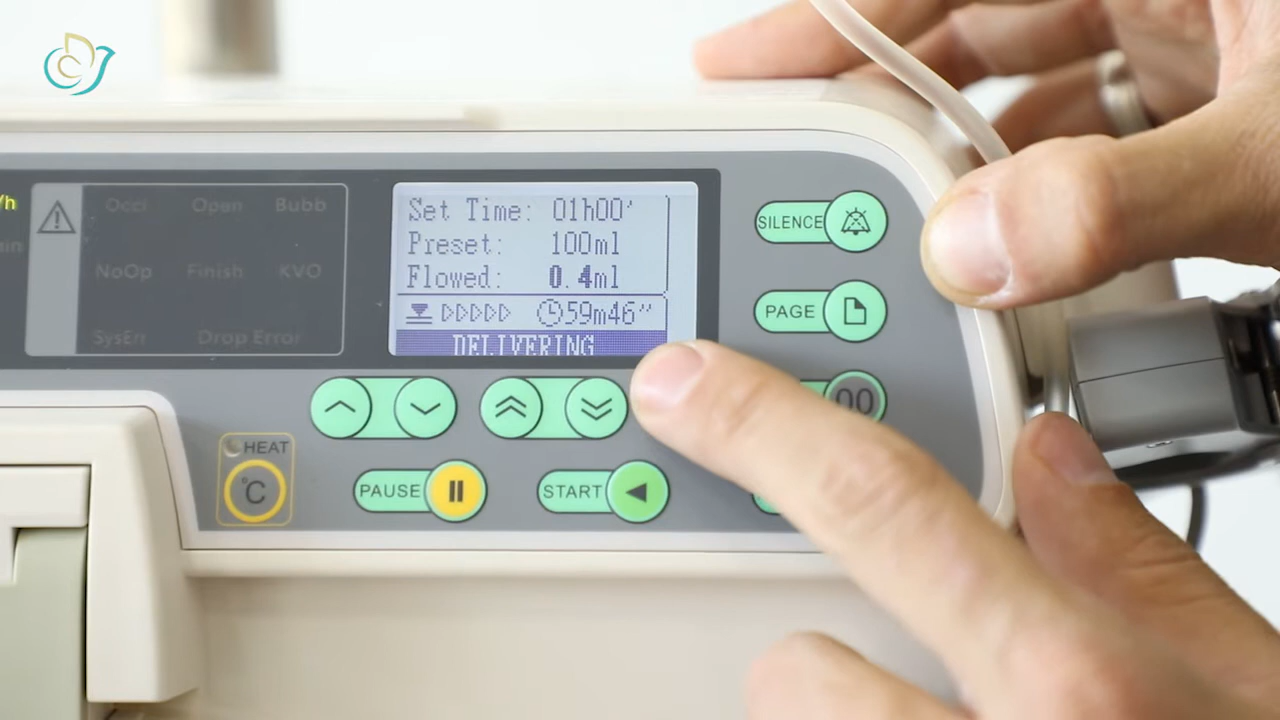 /h
Occl Open Bubb
NoOp Finish KVO
SysErr Drop Error
Set Time: 01h00'
Preset: 100ml
Flowed: 0.4ml
59m46"
DELIVERING
SILENCE
PAGE
00
HEAT
°C
PAUSE
START